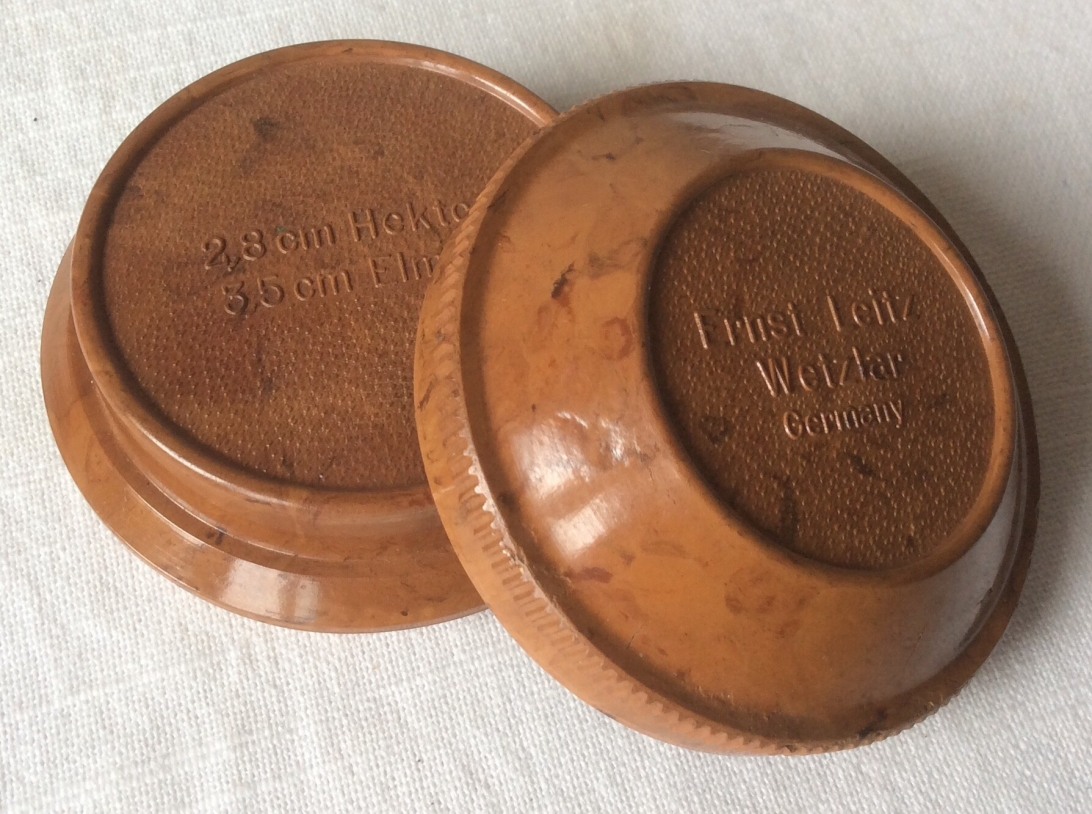 2,8 cm Hekto
3,5 cm Elm
Ernst Leitz
Wetzlar
Germany